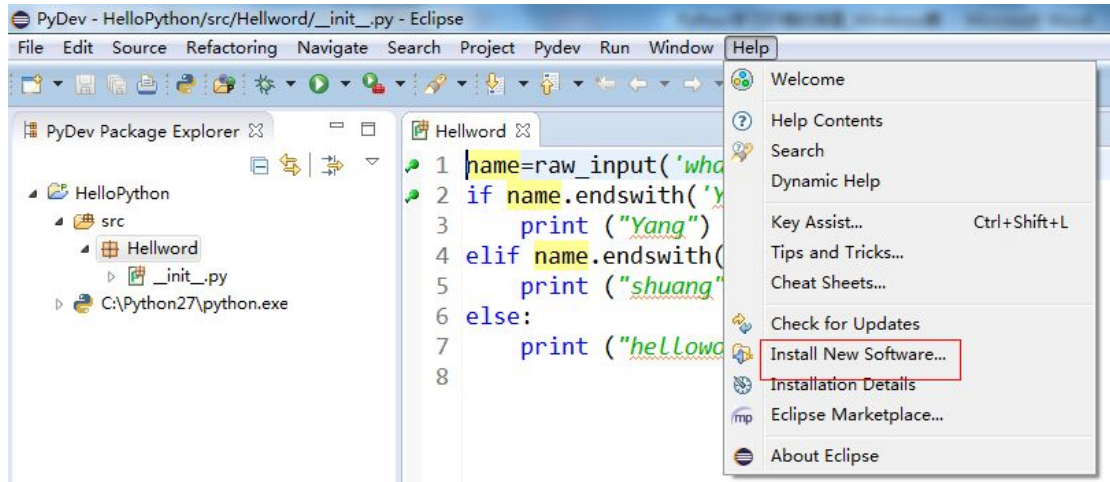 PyDev - HelloPython/src/Hellword/__init__.py - Eclipse
File Edit Source Refactoring Navigate Search Project Pydev Run Window Help
PyDev Package Explorer
HelloPython
src
Hellword
__init__.py
C:\Python27\python.exe
Hellword
1 name=raw_input('wha
2 if name.endswith('Y
3 print ("Yang")
4 elif name.endswith(
5 print ("shuang"
6 else:
7 print ("hellowo
8
Welcome
Help Contents
Search
Dynamic Help
Key Assist... Ctrl+Shift+L
Tips and Tricks...
Cheat Sheets...
Check for Updates
Install New Software...
Installation Details
Eclipse Marketplace...
About Eclipse